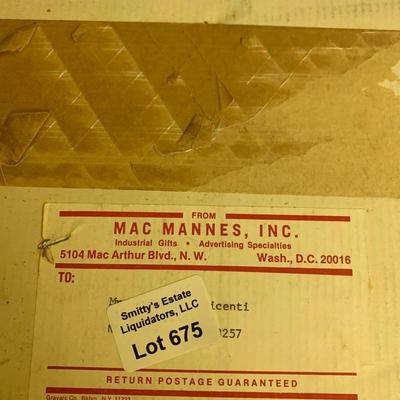 FROM
MAC MANNES, INC.
Industrial Gifts • Advertising Specialties
5104 Mac Arthur Blvd., N. W. Wash., D.C. 20016
TO:
Smitty's Estate
Liquidators, LLC
Lot 675
RETURN POSTAGE GUARANTEED